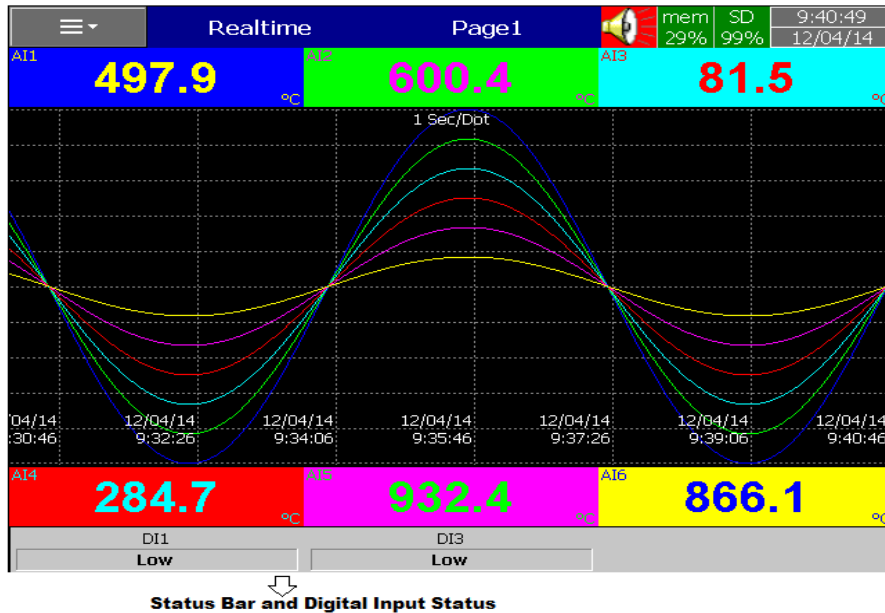 Realtime Page1 mem SD 9:40:49
29% 99% 12/04/14
AI1 AI2 AI3
497.9 600.4 81.5
°C °C °C
1 Sec/Dot
/04/14 12/04/14 12/04/14 12/04/14 12/04/14 12/04/14 12/04/14
:30:46 9:32:26 9:34:06 9:35:46 9:37:26 9:39:06 9:40:46
AI4 AI5 AI6
284.7 932.4 866.1
°C °C °C
DI1 DI3
Low Low
Status Bar and Digital Input Status